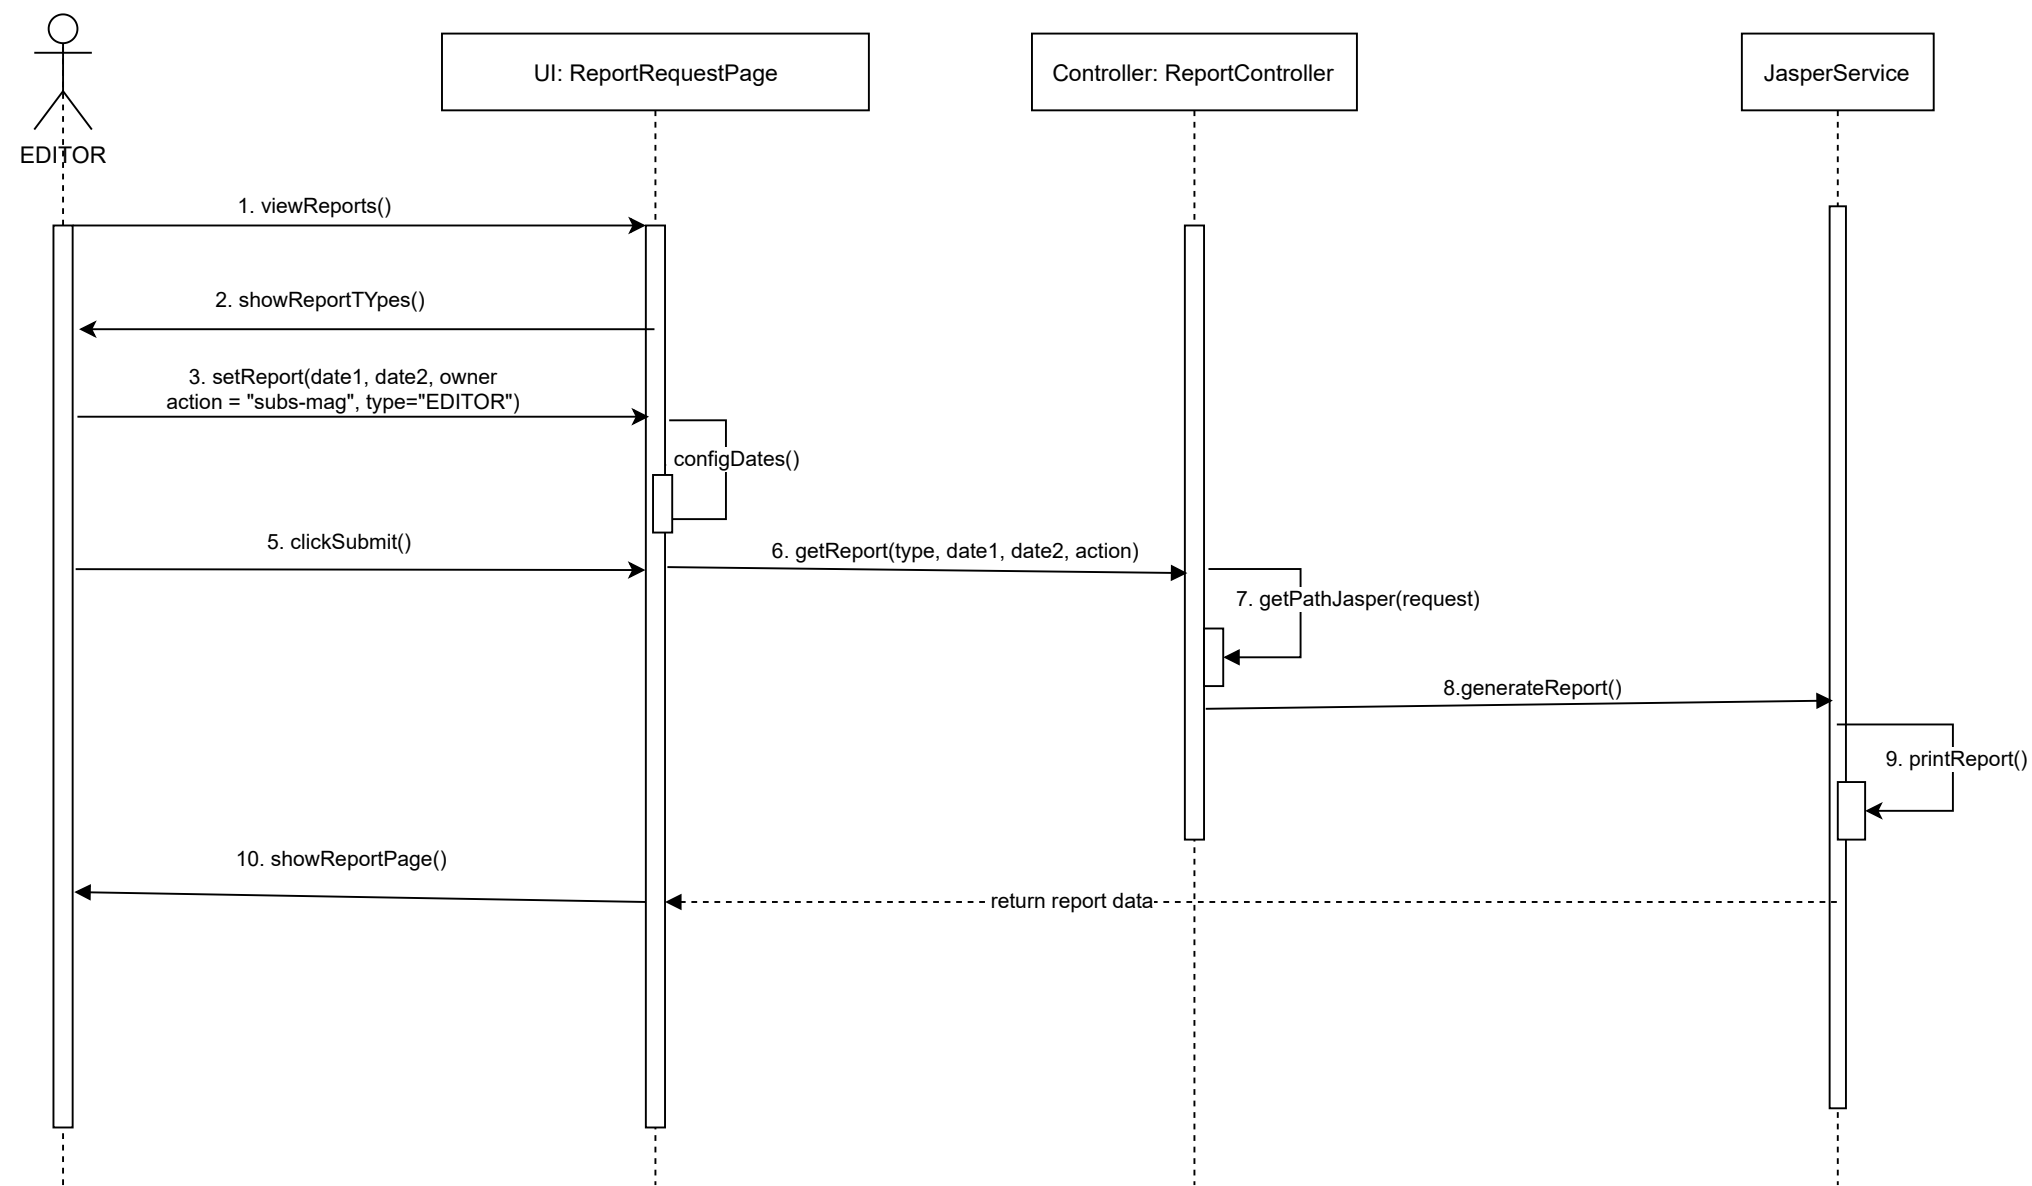 UI: ReportRequestPage
Controller: ReportController
JasperService
EDITOR
1. viewReports()
2. showReportTYpes()
3. setReport(date1, date2, owner
action = "subs-mag", type="EDITOR")
configDates()
5. clickSubmit()
6. getReport(type, date1, date2, action)
7. getPathJasper(request)
8.generateReport()
9. printReport()
10. showReportPage()
return report data